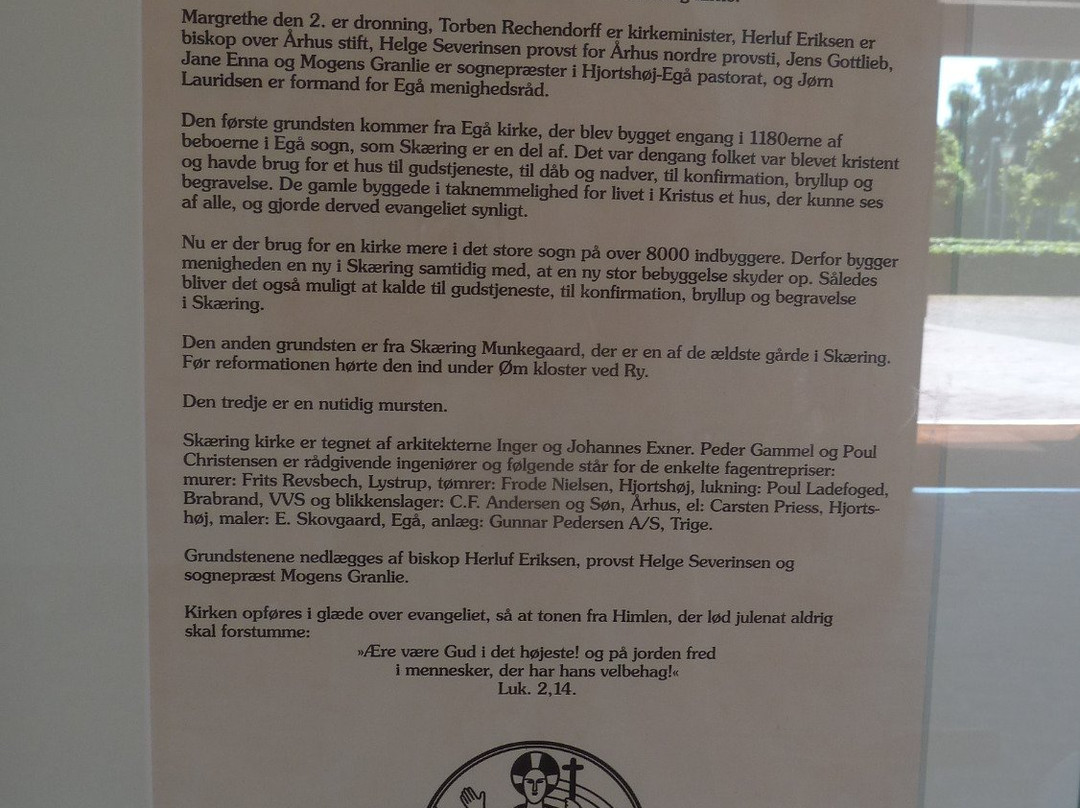 Margrethe den 2. er dronning, Torben Rechendorff er kirkeminister, Herluf Eriksen er
biskop over Århus stift, Helge Severinsen provst for Århus nordre provsti, Jens Gottlieb,
Jane Enna og Mogens Granlie er sognepræster i Hjortshøj-Egå pastorat, og Jørn
Lauridsen er formand for Egå menighedsråd.
Den første grundsten kommer fra Egå kirke, der blev bygget engang i 1180erne af
beboerne i Egå sogn, som Skæring er en del af. Det var dengang folket var blevet kristent
og havde brug for et hus til gudstjeneste, til dåb og nadver, til konfirmation, bryllup og
begravelse. De gamle byggede i taknemmelighed for livet i Kristus et hus, der kunne ses
af alle, og gjorde derved evangeliet synligt.
Nu er der brug for en kirke mere i det store sogn på over 8000 indbyggere. Derfor bygger
menigheden en ny i Skæring samtidig med, at en ny stor bebyggelse skyder op. Således
bliver det også muligt at kalde til gudstjeneste, til konfirmation, bryllup og begravelse
i Skæring.
Den anden grundsten er fra Skæring Munkegaard, der er en af de ældste gårde i Skæring.
Før reformationen hørte den ind under Øm kloster ved Ry.
Den tredje er en nutidig mursten.
Skæring kirke er tegnet af arkitekterne Inger og Johannes Exner. Peder Gammel og Poul
Christensen er rådgivende ingeniører og følgende står for de enkelte fagentrepriser:
murer: Frits Revsbech, Lystrup, tømrer: Frode Nielsen, Hjortshøj, lukning: Poul Ladefoged,
Brabrand, VVS og blikkenslager: C.F. Andersen og Søn, Århus, el: Carsten Priess, Hjorts-
høj, maler: E. Skovgaard, Egå, anlæg: Gunnar Pedersen A/S, Trige.
Grundstenene nedlægges af biskop Herluf Eriksen, provst Helge Severinsen og
sognepræst Mogens Granlie.
Kirken opføres i glæde over evangeliet, så at tonen fra Himlen, der lød julenat aldrig
skal forstumme:
»Ære være Gud i det højeste! og på jorden fred
i mennesker, der har hans velbehag!«
Luk. 2,14.